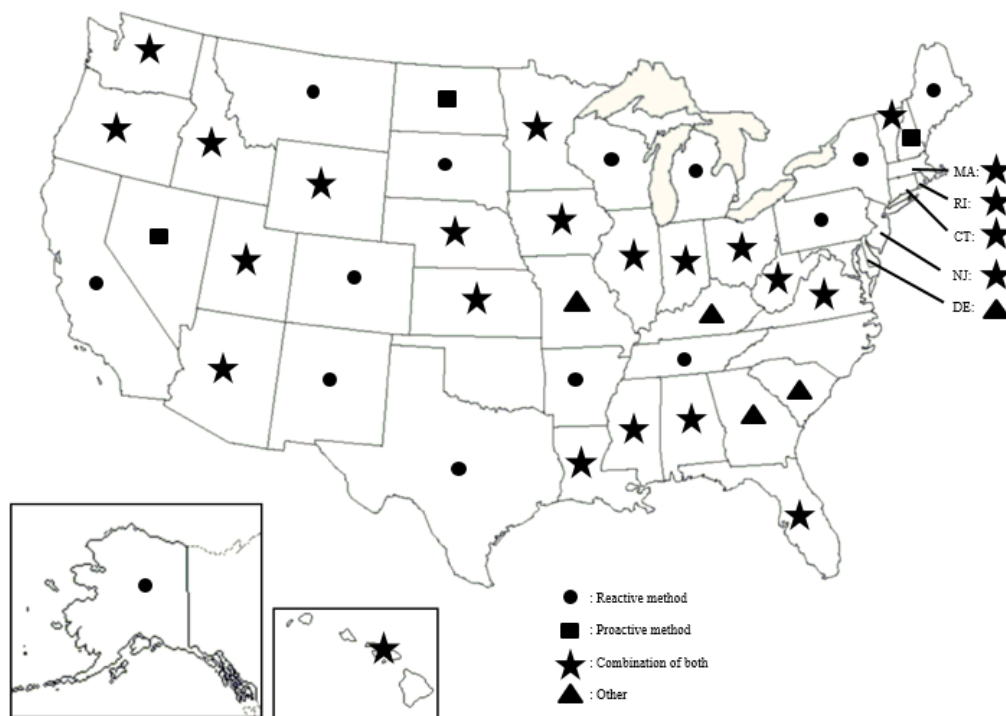 MA:
RI:
CT:
NJ:
DE:
: Reactive method
: Proactive method
: Combination of both
: Other